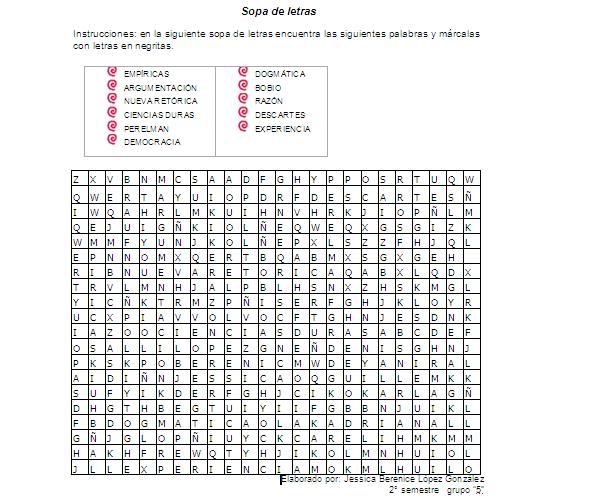 Sopa de letras
Instrucciones: en la siguiente sopa de letras encuentra las siguientes palabras y márcalas
con letras en negritas.
EMPÍRICAS DOGMÁTICA
ARGUMENTACIÓN BOBIO
NUEVA RETÓRICA RAZÓN
CIENCIAS DURAS DESCARTES
PERELMAN EXPERIENCIA
DEMOCRACIA
Z X V B N M C S A A D F G H Y P P O S R T U Q W
Q W E R T A Y U I O P D R F D E S C A R T E S Ñ
I W Q A H R L M K U I H N V H R K J I O P Ñ L M
Q E J U I G Ñ K I O L Ñ E Q W E Q X G S G I Z K
W M M F Y U N J K O L Ñ E P X L S Z Z F H J Q L
E P N N O M X Q E R T B Q A B M X S G X G E H
R I B N U E V A R E T O R I C A Q A B X L Q D X
T R V L M N H J A L P B L H S N X Z H S K M G L
Y I C Ñ K T R M Z P Ñ I S E R F G H J K L O Y R
U C X P I A V V O L V O C F T G H N J E S D N K
I A Z O O C I E N C I A S D U R A S A B C D E F
O S A L L I L O P E Z G N E Ñ D E N I S G H N J
P K S K P O B E R E N I C M W D E Y A N I R A L
A I D I Ñ N J E S S I C A O Q G U I L L E M K K
S U F Y I K D E R F G H J C I K O K A R L A G Ñ
D H G T H B E G T U I Y I I F G B B N J U I K L
F B D O G M A T I C A O L A K A D R I A N A L L
G Ñ J G L O P Ñ I U Y C K C A R E L I H M K M M
H A K H F R E W Q T Y H J I K O L M N H U I O L
J L L E X P E R I E N C I A M O K M L H U I L O
Elaborado por: Jessica Berenice López González
2° semestre grupo "5;